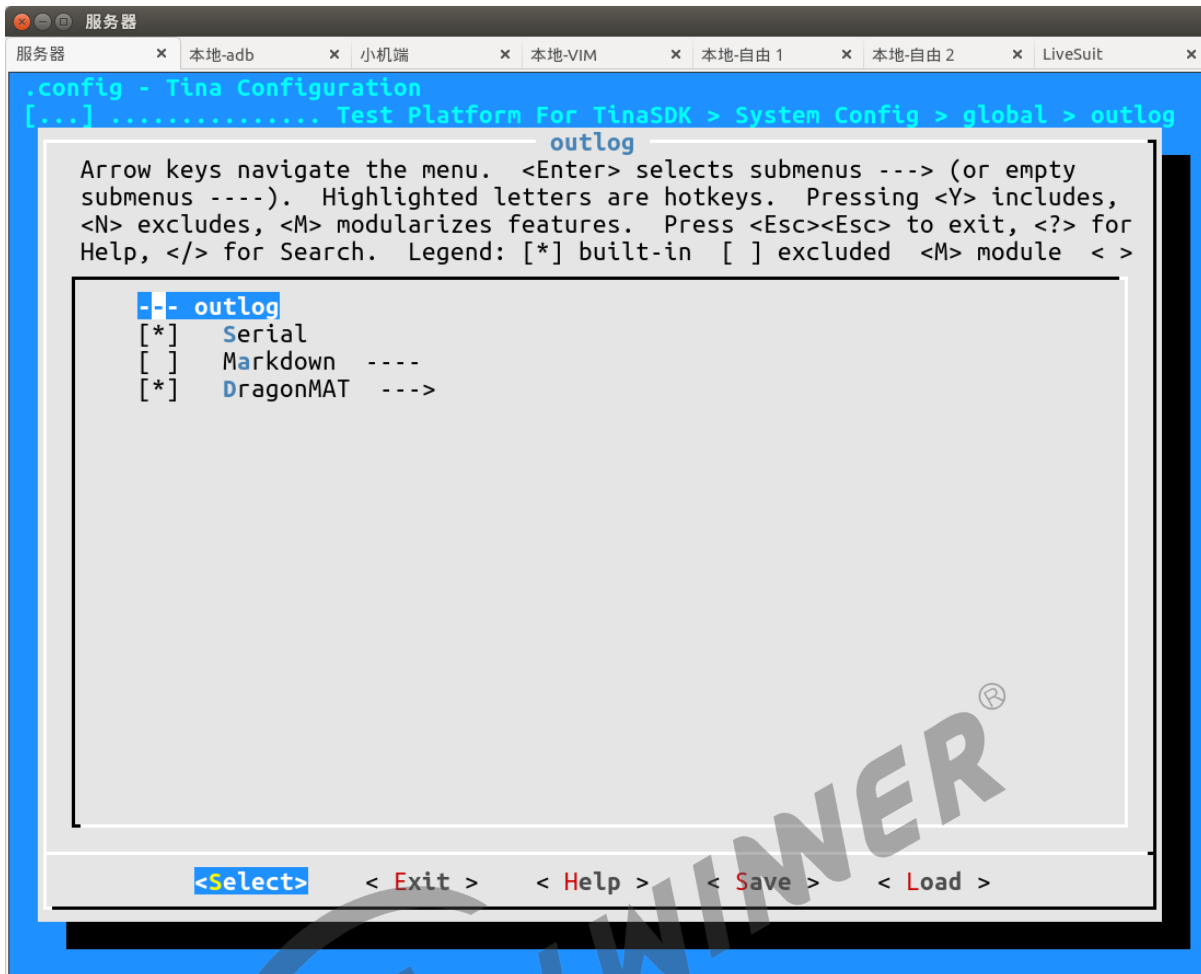 服务器
服务器 × 本地-adb × 小机端 × 本地-VIM × 本地-自由 1 × 本地-自由 2 × LiveSuit ×
.config - Tina Configuration
[...] ............... Test Platform For TinaSDK > System Config > global > outlog
outlog
Arrow keys navigate the menu.  <Enter> selects submenus ---> (or empty
submenus ----).  Highlighted letters are hotkeys.  Pressing <Y> includes,
<N> excludes, <M> modularizes features.  Press <Esc><Esc> to exit, <?> for
Help, </> for Search.  Legend: [*] built-in  [ ] excluded  <M> module  < >
--- outlog
[*]   Serial
[ ]   Markdown  ----
[*]   DragonMAT  --->
<Select>    < Exit >    < Help >    < Save >    < Load >